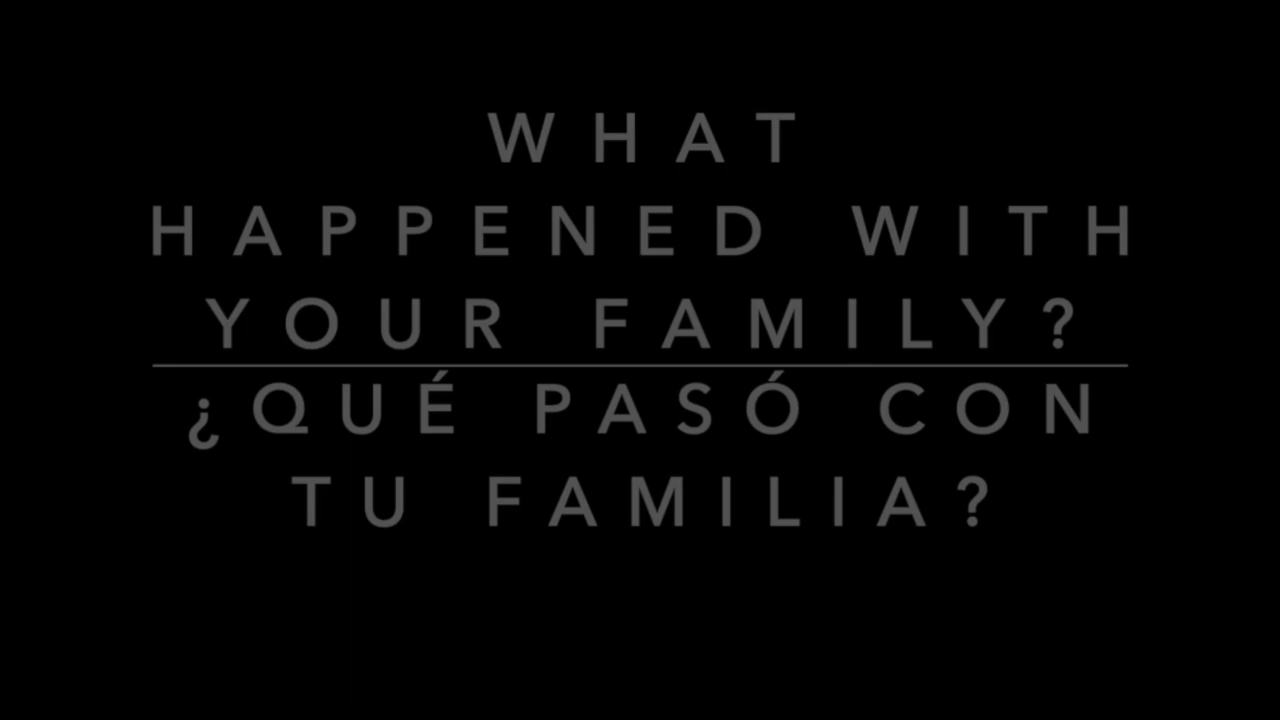 WHAT
HAPPENED WITH
YOUR FAMILY?
¿QUÉ PASÓ CON
TU FAMILIA?